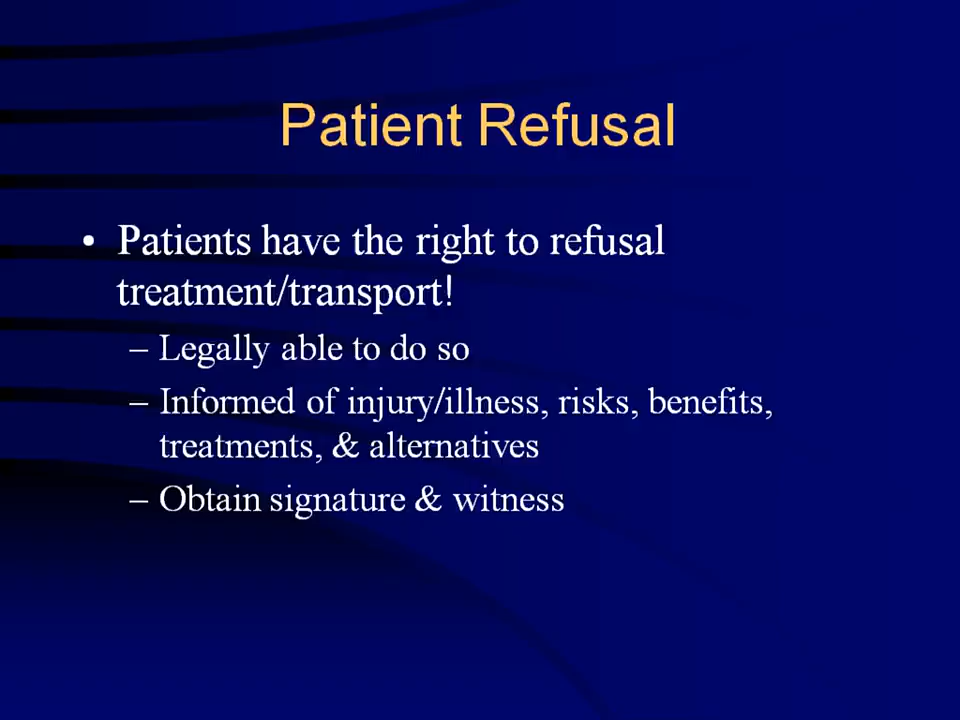 Patient Refusal
• Patients have the right to refusal
treatment/transport!
– Legally able to do so
– Informed of injury/illness, risks, benefits,
treatments, & alternatives
– Obtain signature & witness